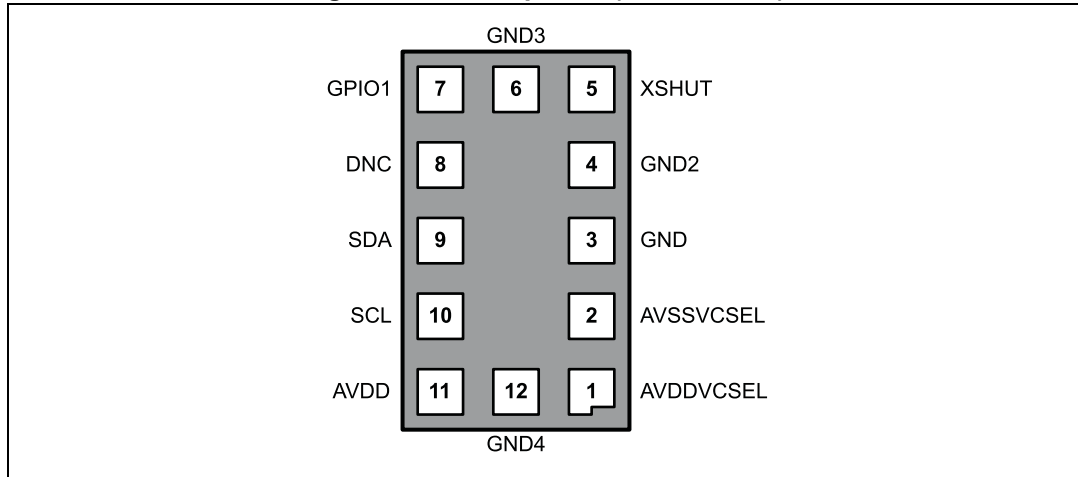 GND3
GPIO1 7 6 5 XSHUT
DNC 8 4 GND2
SDA 9 3 GND
SCL 10 2 AVSSVCSEL
AVDD 11 12 1 AVDDVCSEL
GND4